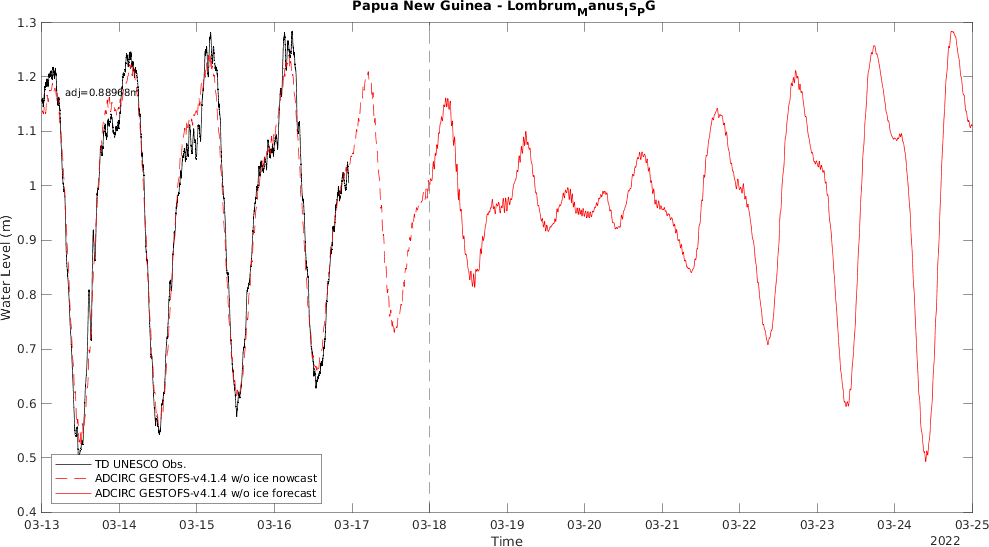 Papua New Guinea - LombrumManusIsPG
1.3
1.2
1.1
1
0.9
0.8
0.7
0.6
0.5
0.4
Water Level (m)
adj=0.88968m
TD UNESCO Obs.
ADCIRC GESTOFS-v4.1.4 w/o ice nowcast
ADCIRC GESTOFS-v4.1.4 w/o ice forecast
03-13 03-14 03-15 03-16 03-17 03-18 03-19 03-20 03-21 03-22 03-23 03-24 03-25
Time
2022